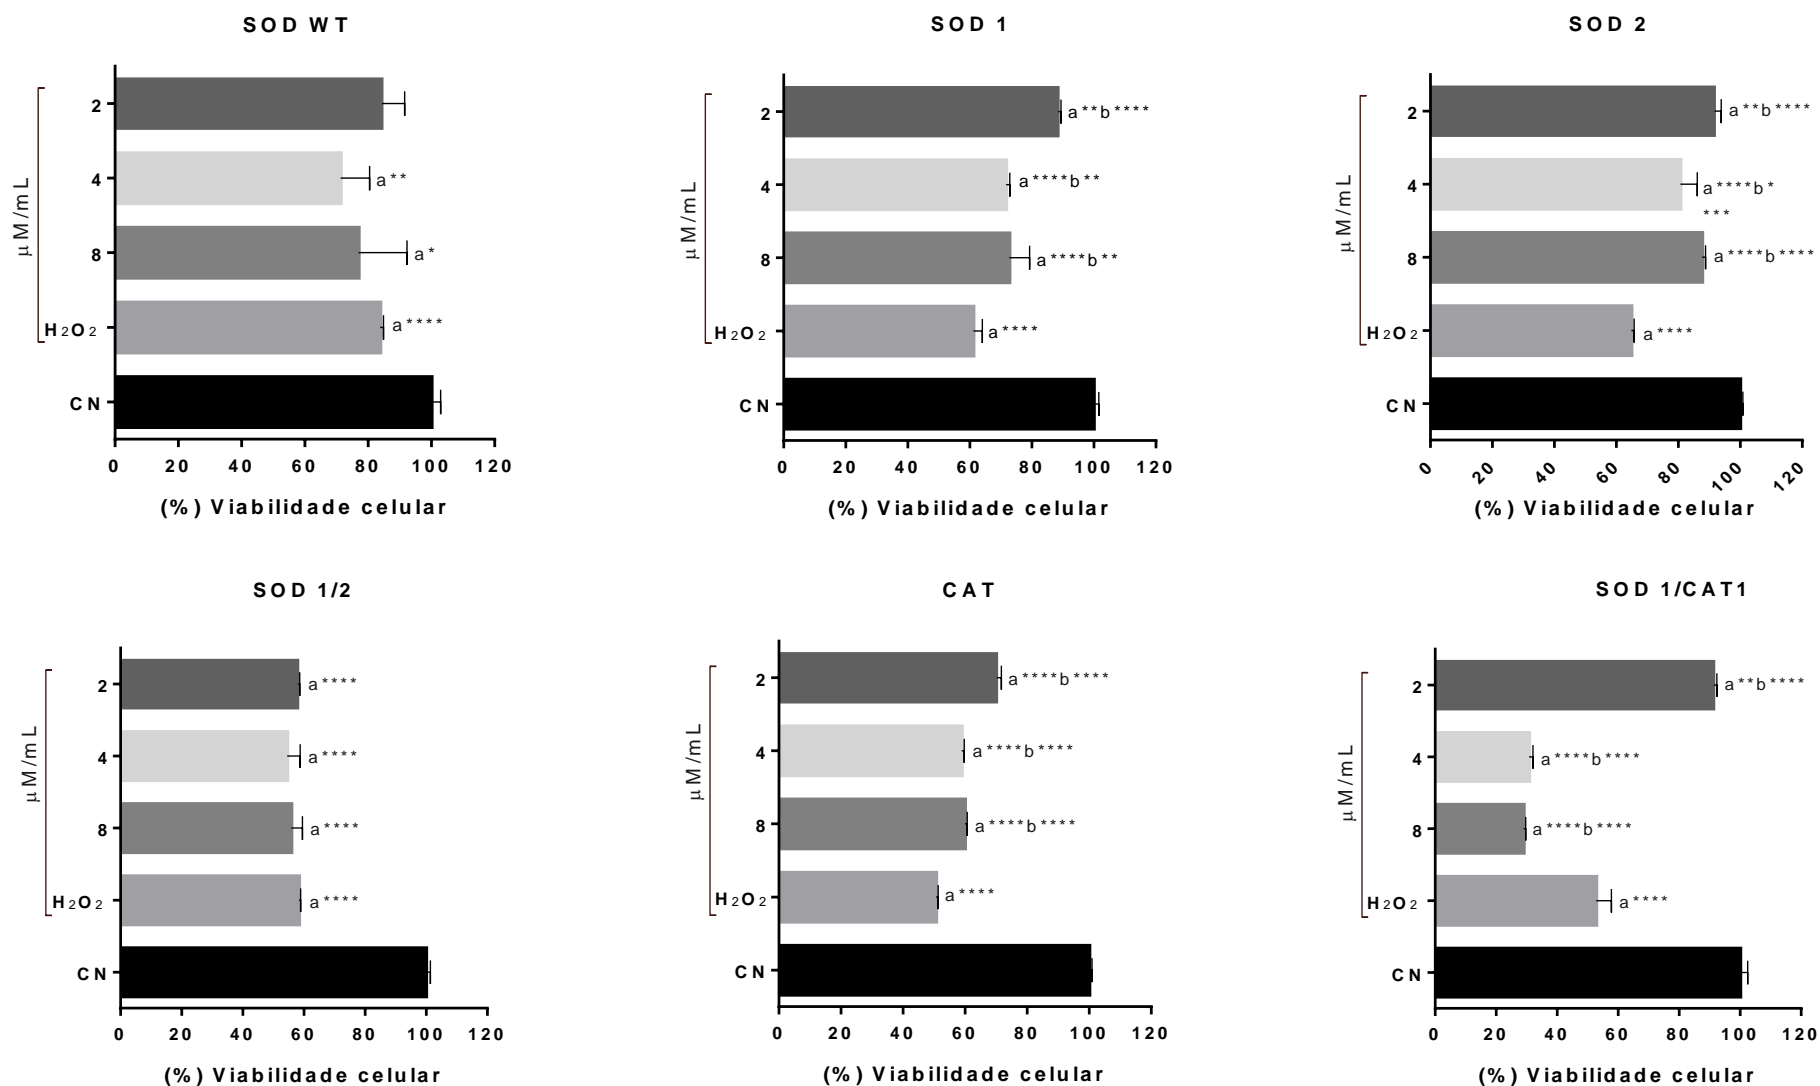 SOD WT
2
a**
4
a*
8
a****
H₂O₂
CN
µM/mL
0 20 40 60 80 100 120
(%) Viabilidade celular
SOD 1
a**b****
2
a****b**
4
a****b**
8
a****
H₂O₂
CN
µM/mL
0 20 40 60 80 100 120
(%) Viabilidade celular
SOD 2
a**b****
2
a****b*
***
4
a****b****
8
a****
H₂O₂
CN
µM/mL
0 20 40 60 80 100 120
(%) Viabilidade celular
SOD 1/2
2 a****
4 a****
8 a****
H₂O₂ a****
CN
µM/mL
0 20 40 60 80 100 120
(%) Viabilidade celular
CAT
2 a****b****
4 a****b****
8 a****b****
H₂O₂ a****
CN
µM/mL
0 20 40 60 80 100 120
(%) Viabilidade celular
SOD 1/CAT1
2 a**b****
4 a****b****
8 a****b****
H₂O₂ a****
CN
µM/mL
0 20 40 60 80 100 120
(%) Viabilidade celular